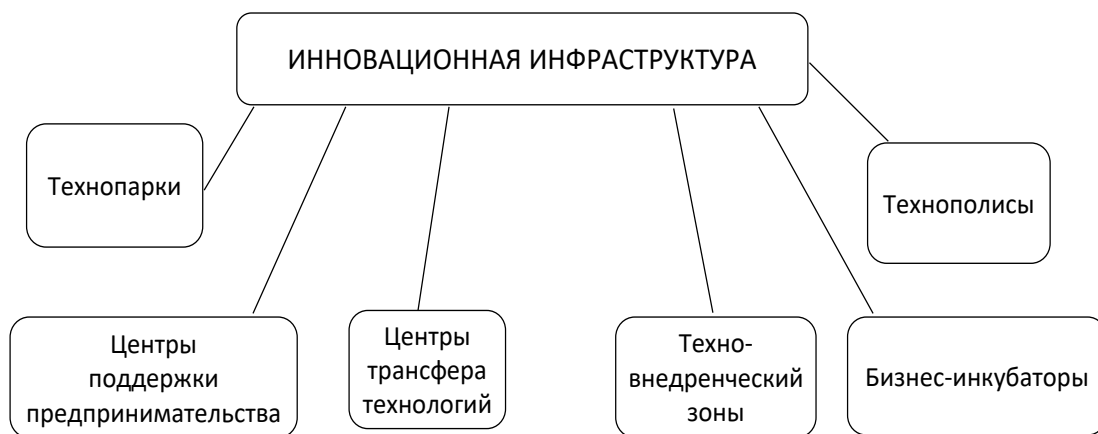 ИННОВАЦИОННАЯ ИНФРАСТРУКТУРА
Технопарки
Технополисы
Центры
поддержки
предпринимательства
Центры
трансфера
технологий
Техно-
внедренческий
зоны
Бизнес-инкубаторы